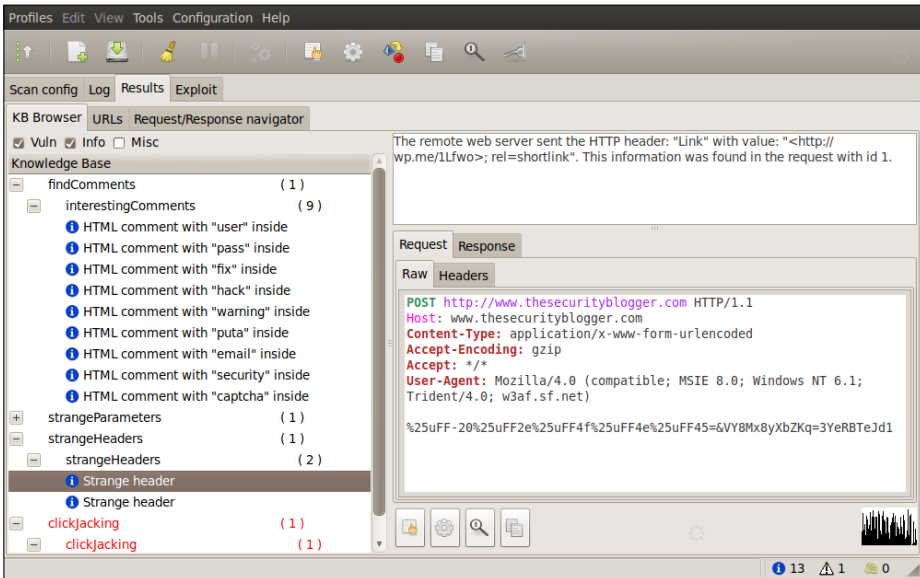 Profiles Edit View Tools Configuration Help
Scan config Log Results Exploit
KB Browser URLs Request/Response navigator
Vuln Info Misc
Knowledge Base
findComments ( 1 )
interestingComments ( 9 )
HTML comment with "user" inside
HTML comment with "pass" inside
HTML comment with "fix" inside
HTML comment with "hack" inside
HTML comment with "warning" inside
HTML comment with "puta" inside
HTML comment with "email" inside
HTML comment with "security" inside
HTML comment with "captcha" inside
strangeParameters ( 1 )
strangeHeaders ( 1 )
strangeHeaders ( 2 )
Strange header
Strange header
clickJacking ( 1 )
clickJacking ( 1 )
The remote web server sent the HTTP header: "Link" with value: "<http://
wp.me/1Lfwo>; rel=shortlink". This information was found in the request with id 1.
Request Response
Raw Headers
POST http://www.thesecurityblogger.com HTTP/1.1
Host: www.thesecurityblogger.com
Content-Type: application/x-www-form-urlencoded
Accept-Encoding: gzip
Accept: */*
User-Agent: Mozilla/4.0 (compatible; MSIE 8.0; Windows NT 6.1;
Trident/4.0; w3af.sf.net)
%25uFF-20%25uFF2e%25uFF4f%25uFF4e%25uFF45=&VY8Mx8yXbZKq=3YeRBTeJd1
13 1 0